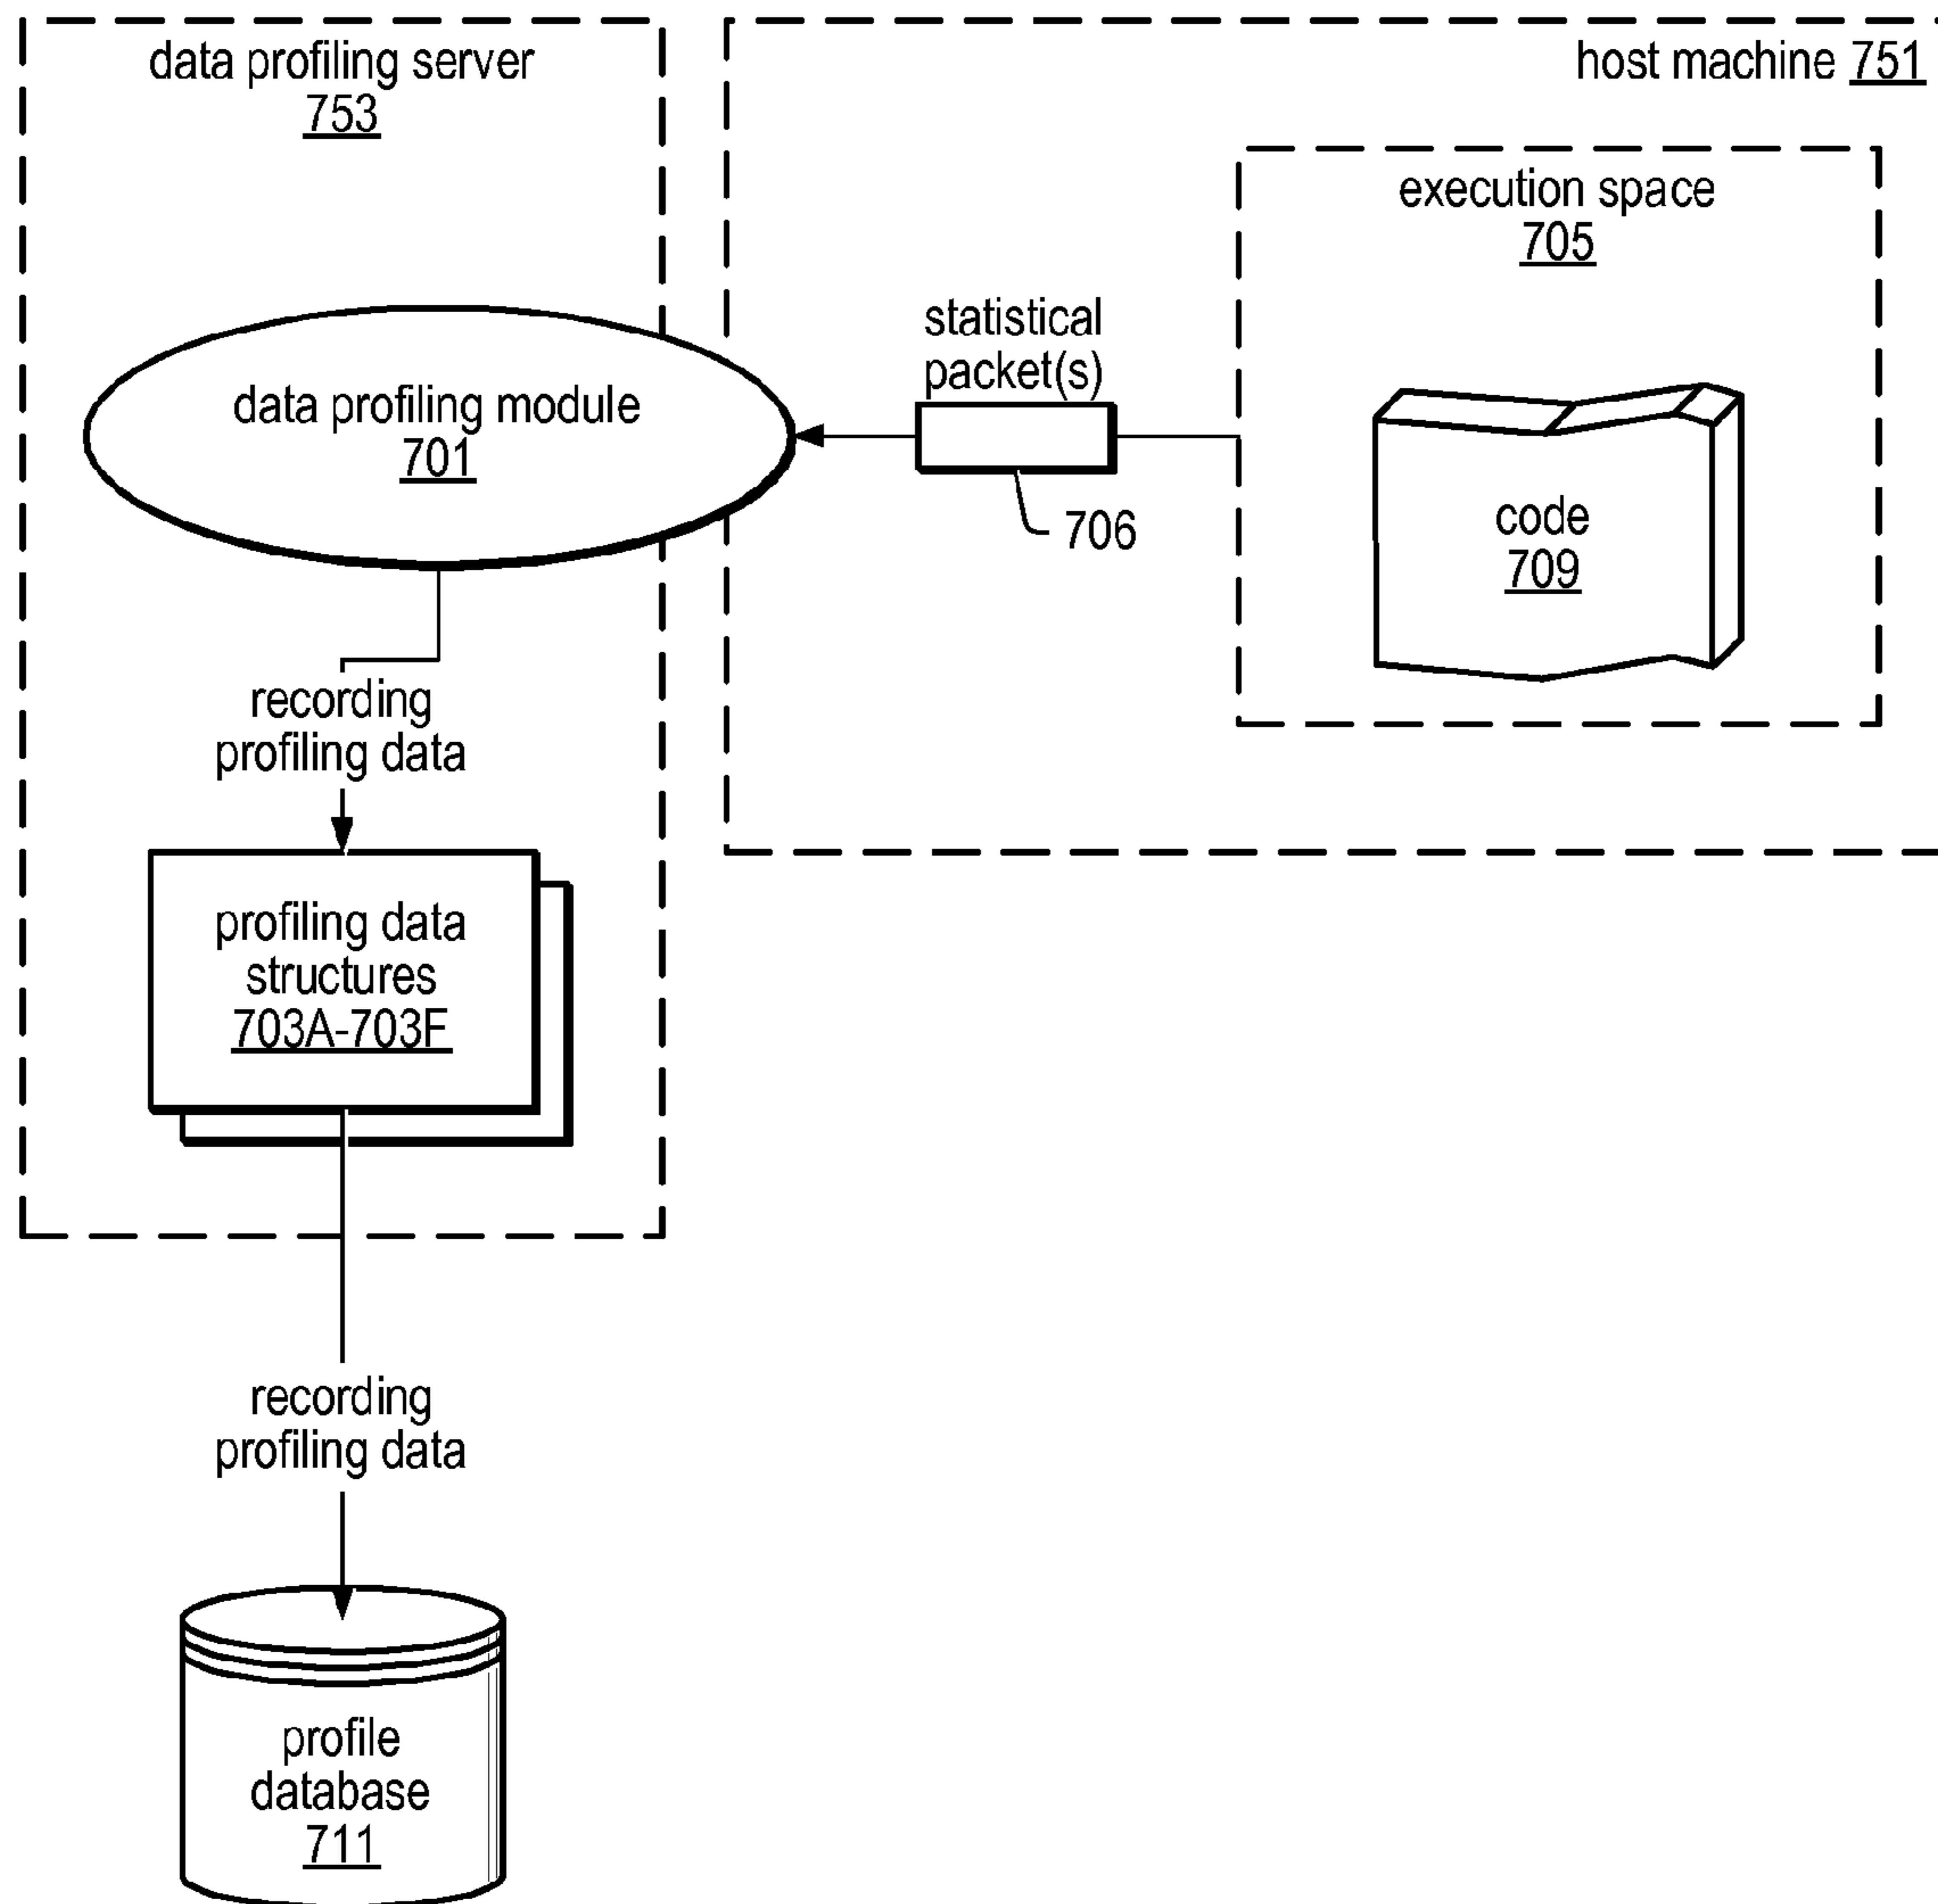 data profiling server
753
host machine 751
execution space
705
statistical
packet(s)
706
data profiling module
701
code
709
recording
profiling data
profiling data
structures
703A-703F
recording
profiling data
profile
database
711